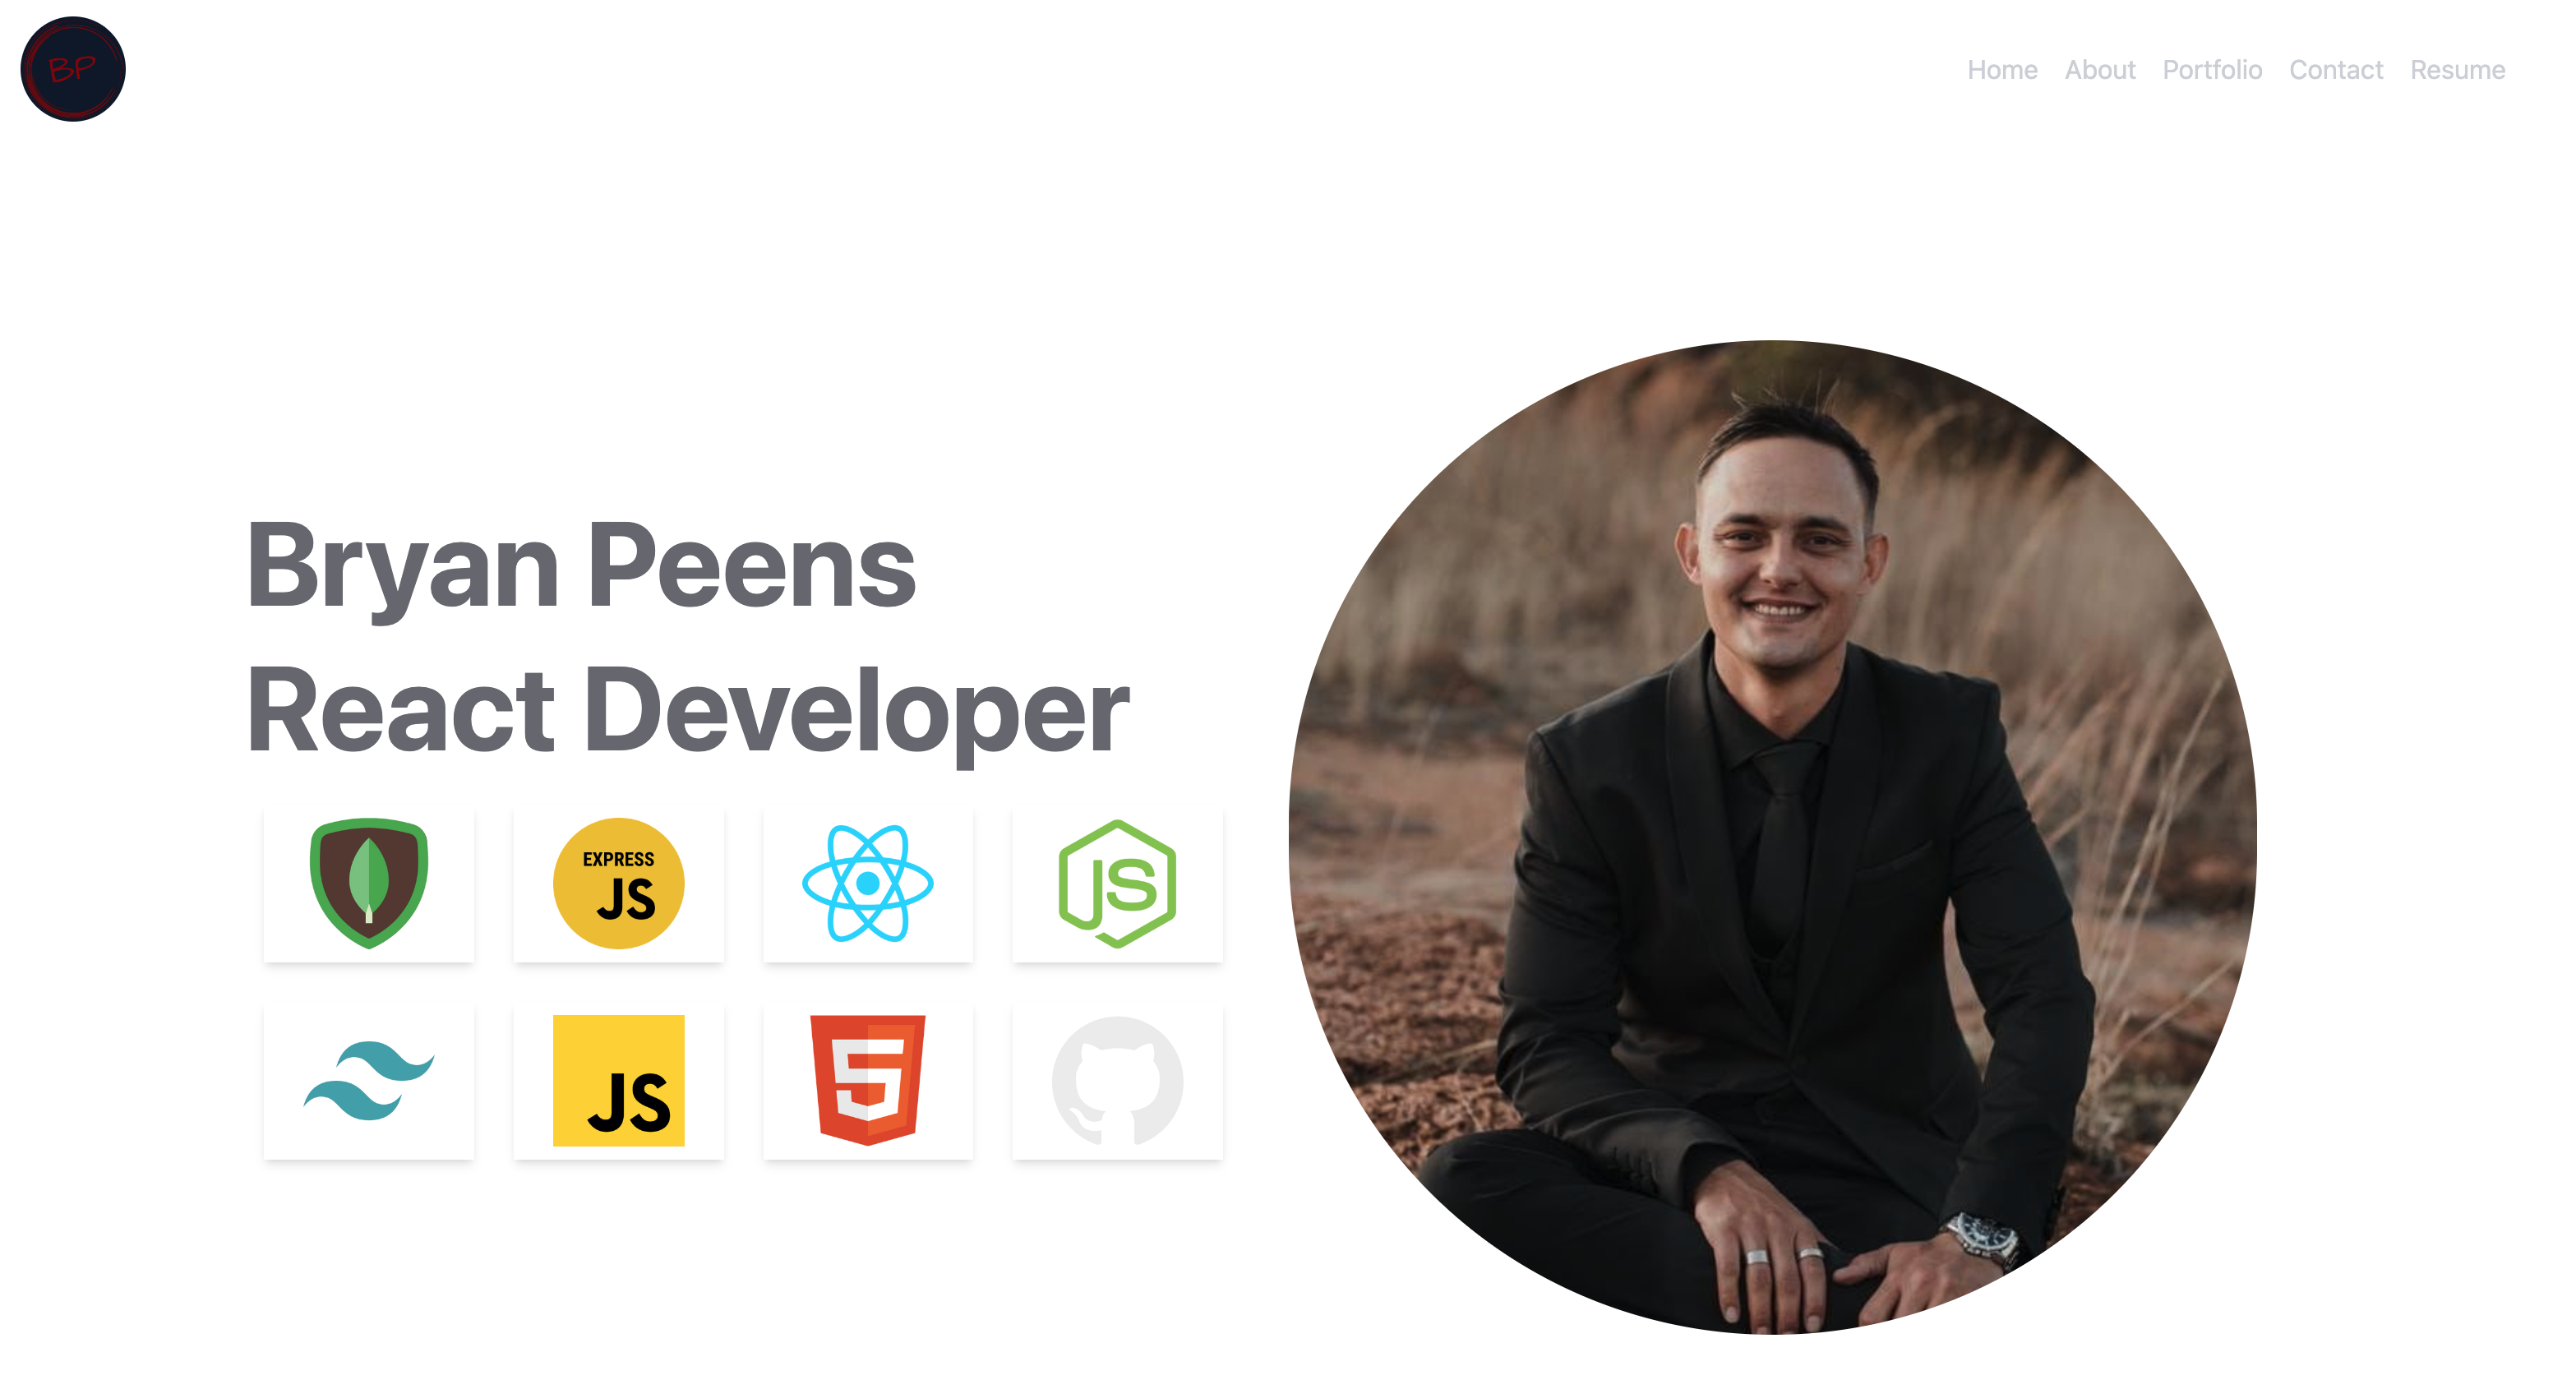 BP
Home About Portfolio Contact Resume
Bryan Peens
React Developer
EXPRESS
JS
JS
JS
5